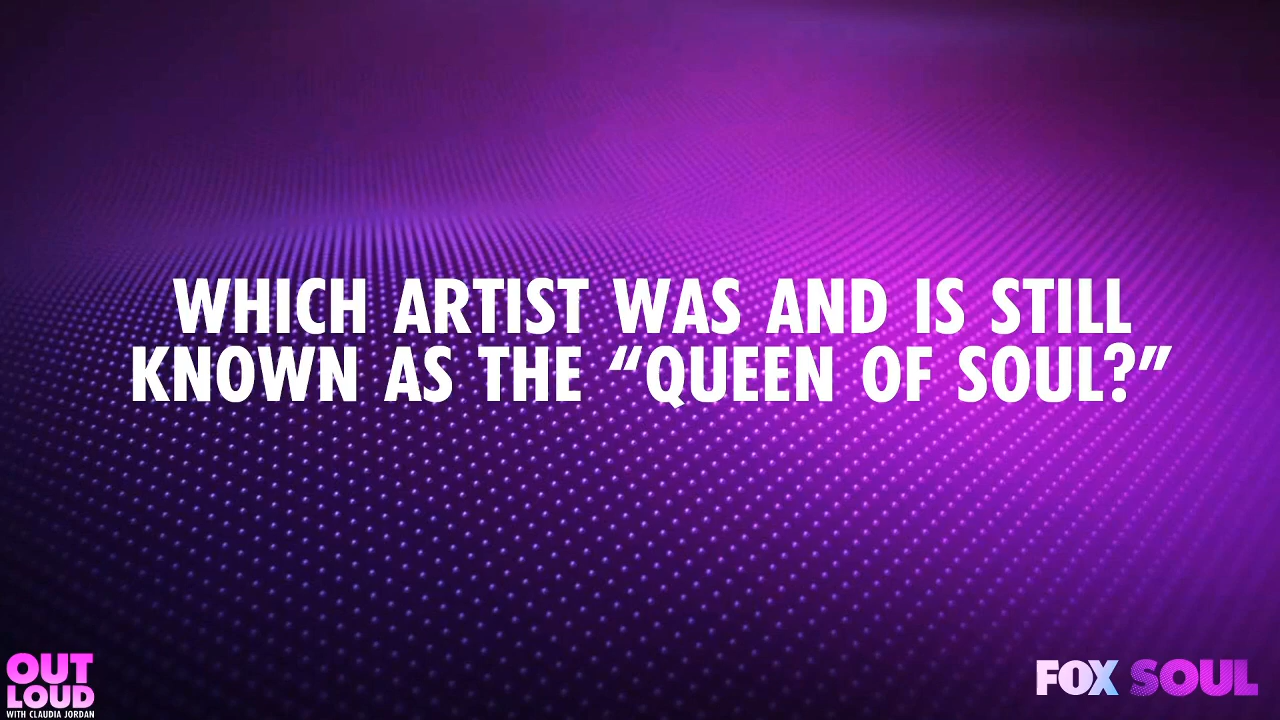 WHICH ARTIST WAS AND IS STILL
KNOWN AS THE “QUEEN OF SOUL?”
OUT
LOUD
WITH CLAUDIA JORDAN
FOX SOUL